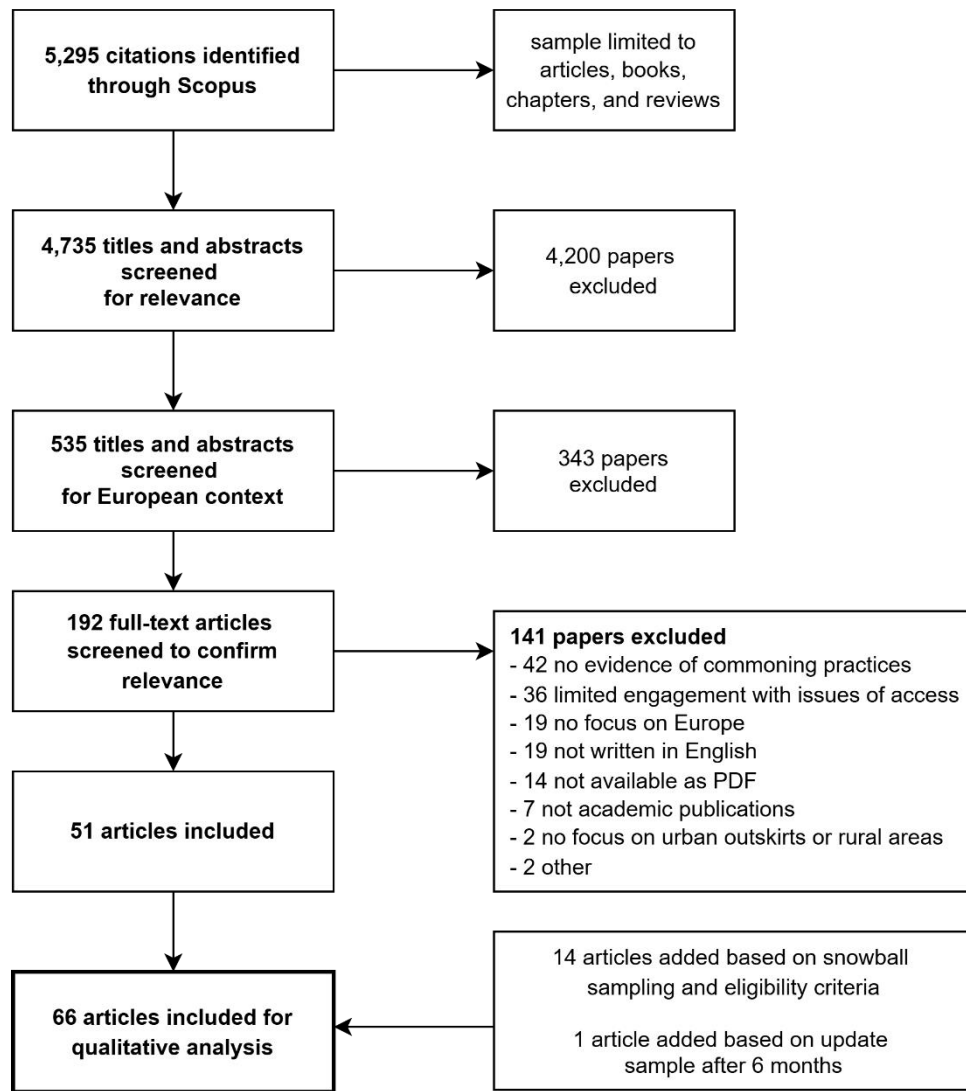 5,295 citations identified
through Scopus
sample limited to
articles, books,
chapters, and reviews
4,735 titles and abstracts
screened
for relevance
4,200 papers
excluded
535 titles and abstracts
screened
for European context
343 papers
excluded
192 full-text articles
screened to confirm
relevance
141 papers excluded
- 42 no evidence of commoning practices
- 36 limited engagement with issues of access
- 19 no focus on Europe
- 19 not written in English
- 14 not available as PDF
- 7 not academic publications
- 2 no focus on urban outskirts or rural areas
- 2 other
51 articles included
14 articles added based on snowball
sampling and eligibility criteria
1 article added based on update
sample after 6 months
66 articles included for
qualitative analysis